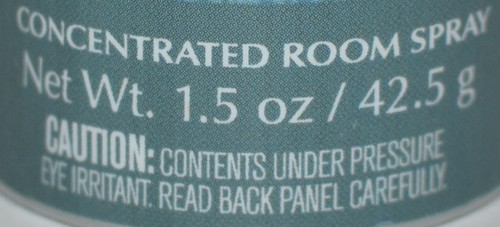 CONCENTRATED ROOM SPRAY
Net Wt. 1.5 oz / 42.5 g
CAUTION: CONTENTS UNDER PRESSURE
EYE IRRITANT. READ BACK PANEL CAREFULLY.